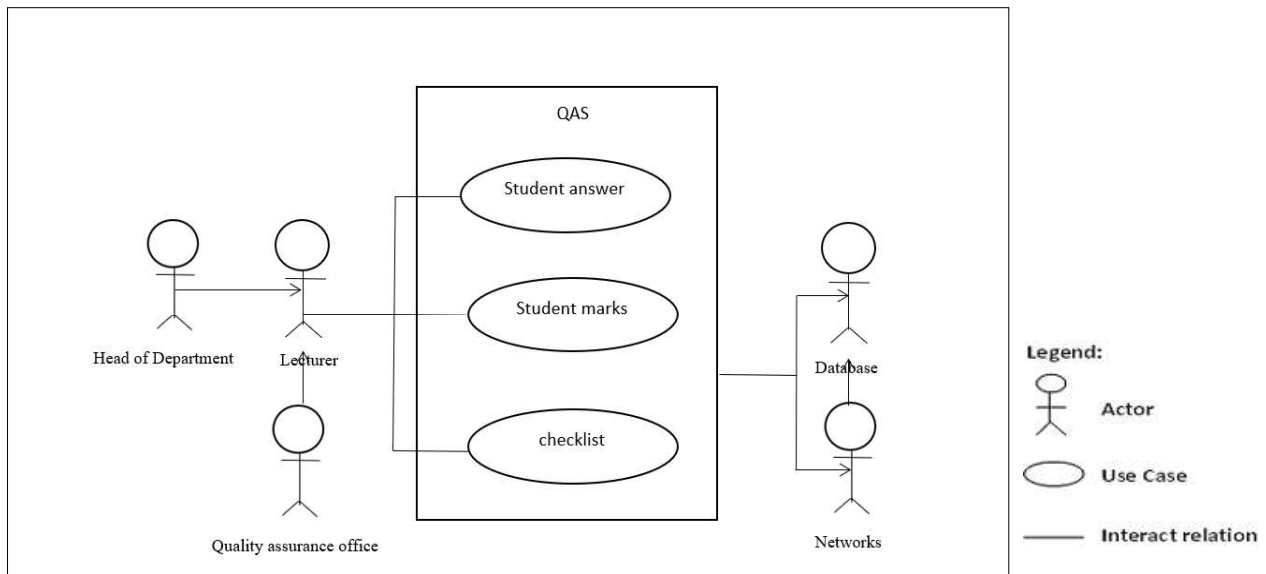 QAS
Student answer
Student marks
checklist
Head of Department
Lecturer
Quality assurance office
Database
Networks
Legend:
Actor
Use Case
Interact relation